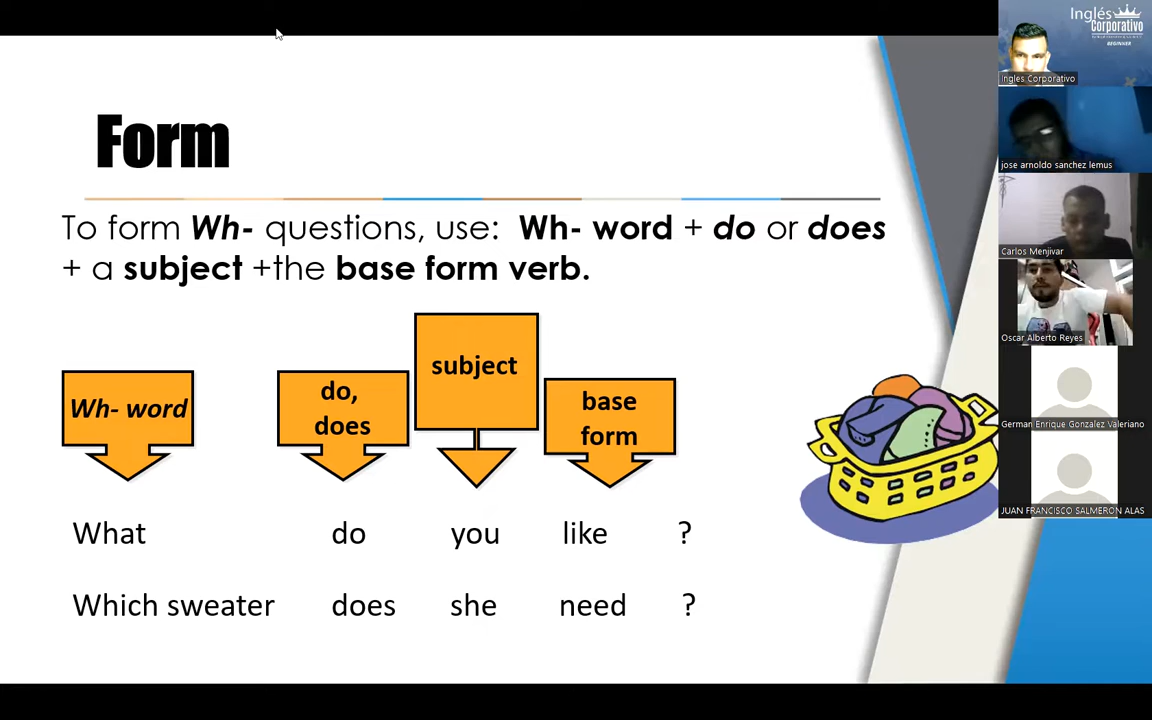 Form
To form Wh- questions, use: Wh- word + do or does
+ a subject +the base form verb.
Wh- word
do,
does
subject
base
form
What do you like ?
Which sweater does she need ?
Inglés
Corporativo
BEGINNER
Ingles Corporativo
jose arnoldo sanchez lemus
Carlos Menjivar
Oscar Alberto Reyes
German Enrique Gonzalez Valeriano
JUAN FRANCISCO SALMERON ALAS